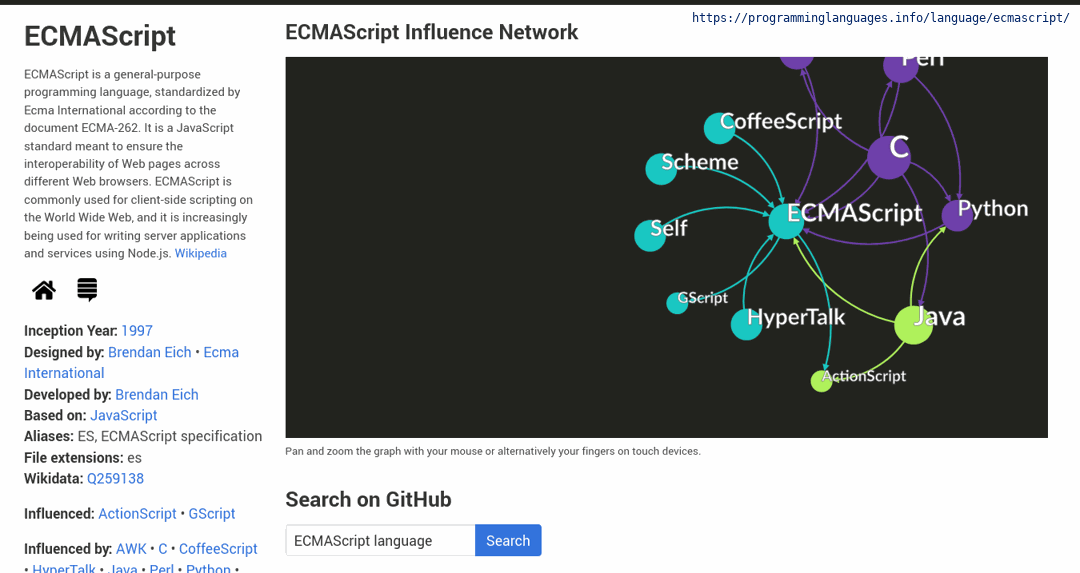 https://programminglanguages.info/language/ecmascript/
ECMAScript
ECMAScript is a general-purpose
programming language, standardized by
Ecma International according to the
document ECMA-262. It is a JavaScript
standard meant to ensure the
interoperability of Web pages across
different Web browsers. ECMAScript is
commonly used for client-side scripting on
the World Wide Web, and it is increasingly
being used for writing server applications
and services using Node.js. Wikipedia
Inception Year: 1997
Designed by: Brendan Eich • Ecma
International
Developed by: Brendan Eich
Based on: JavaScript
Aliases: ES, ECMAScript specification
File extensions: es
Wikidata: Q259138
Influenced: ActionScript • GScript
Influenced by: AWK • C • CoffeeScript
• HyperTalk • Java • Perl • Python •
ECMAScript Influence Network
Perl
CoffeeScript
C
Scheme
ECMAScript
Python
Self
GScript
HyperTalk
Java
ActionScript
Pan and zoom the graph with your mouse or alternatively your fingers on touch devices.
Search on GitHub
ECMAScript language
Search